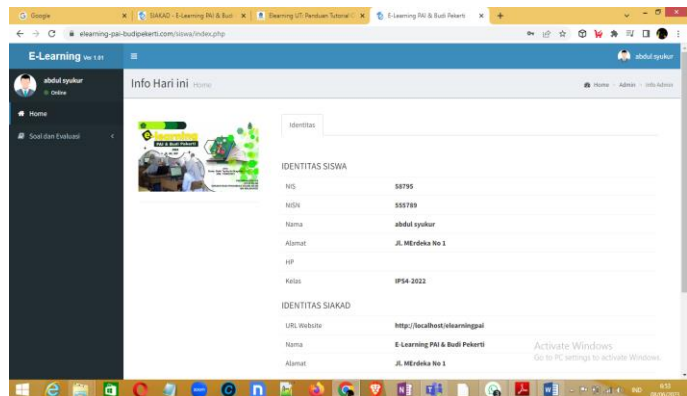 Google
SIAKAD - E-Learning PAI & Budi
Elearning UTI Panduan Tutorial
E-Learning PAI & Budi Pekerti
elearning-pai-budipekerti.com/siswa/index.php
E-Learning Ver 1.01
abdul syukur
abdul syukur
Online
Info Hari ini Home
Home > Admin > Info Admin
Home
Soal dan Evaluasi
e-learning
PAI & Budi Pekerti
Identitas
IDENTITAS SISWA
NIS 58795
NISN 555789
Nama abdul syukur
Alamat Jl. MErdeka No 1
HP
Kelas IPS4-2022
IDENTITAS SIAKAD
URL Website http://localhost/elearningpai
Nama E-Learning PAI & Budi Pekerti
Alamat Jl. MErdeka No 1
Activate Windows
Go to PC settings to activate Windows.
IND
6:53